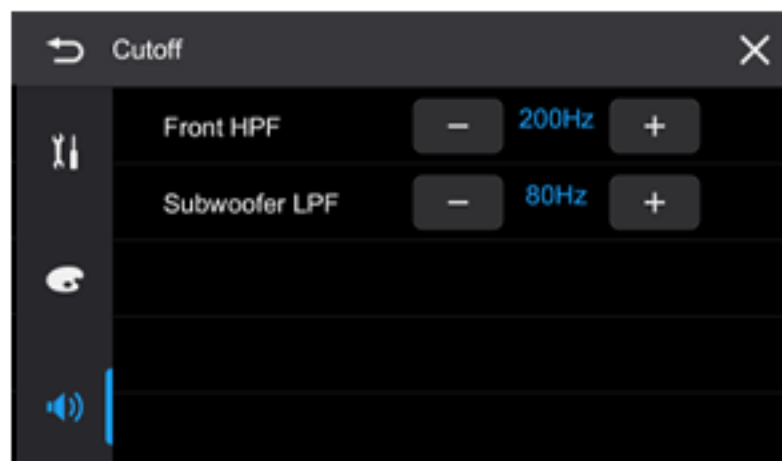 Cutoff
Front HPF − 200Hz +
Subwoofer LPF − 80Hz +